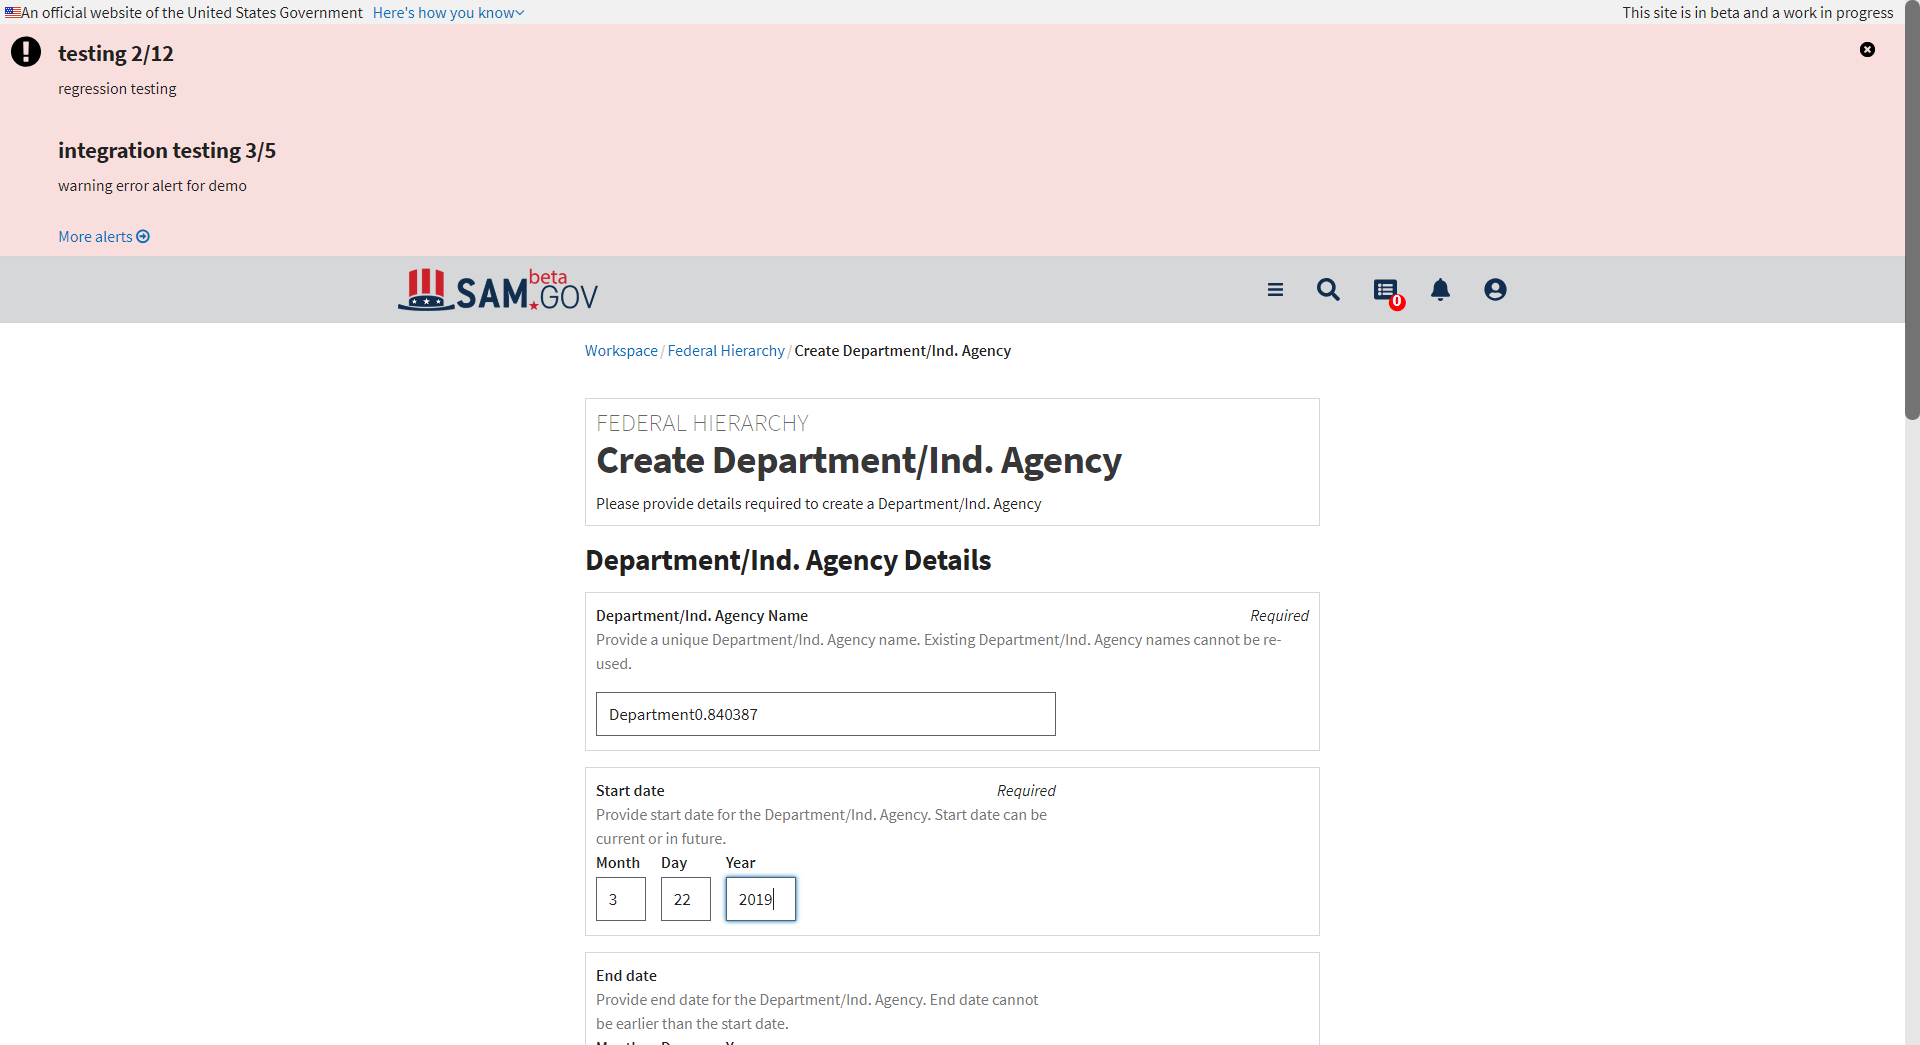 An official website of the United States Government Here's how you know
This site is in beta and a work in progress
testing 2/12
regression testing
integration testing 3/5
warning error alert for demo
More alerts
SAM.GOV beta
0
Workspace / Federal Hierarchy / Create Department/Ind. Agency
FEDERAL HIERARCHY
Create Department/Ind. Agency
Please provide details required to create a Department/Ind. Agency
Department/Ind. Agency Details
Department/Ind. Agency Name Required
Provide a unique Department/Ind. Agency name. Existing Department/Ind. Agency names cannot be re-
used.
Department0.840387
Start date Required
Provide start date for the Department/Ind. Agency. Start date can be
current or in future.
Month Day Year
3 22 2019
End date
Provide end date for the Department/Ind. Agency. End date cannot
be earlier than the start date.